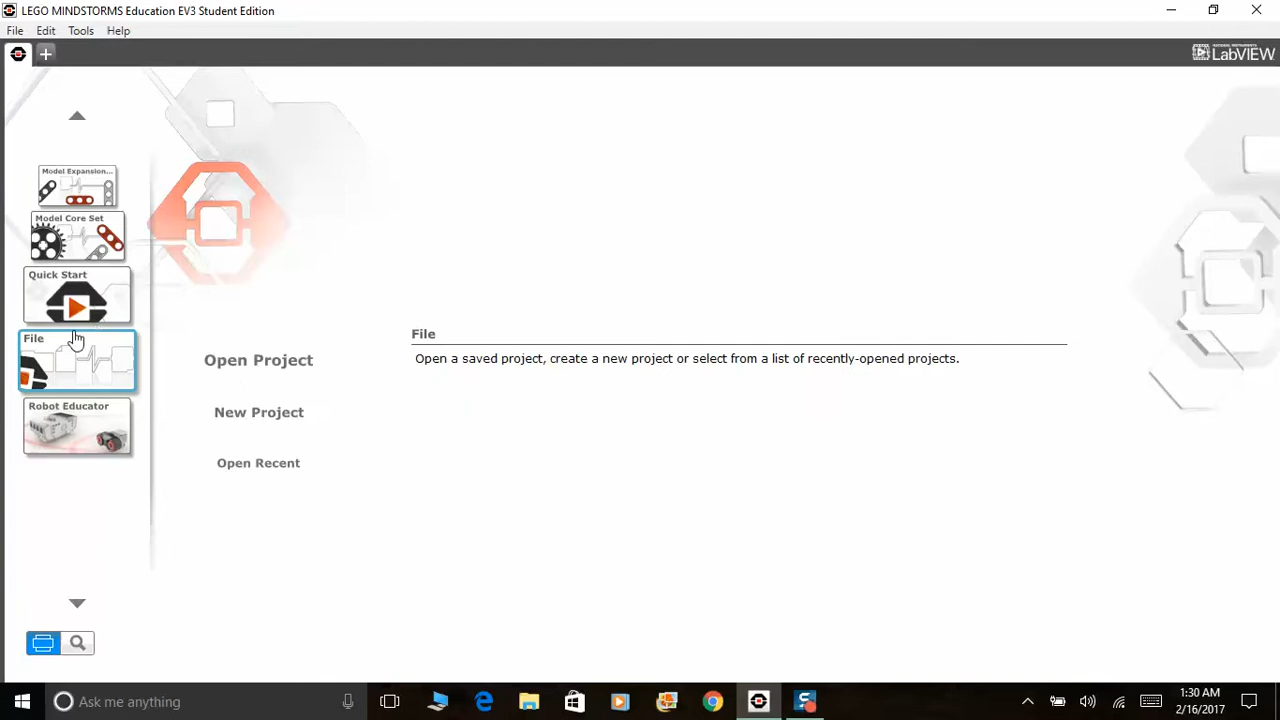 LEGO MINDSTORMS Education EV3 Student Edition
File Edit Tools Help
LabVIEW
Model Expansion...
Model Core Set
Quick Start
File
Robot Educator
Open Project
New Project
Open Recent
File
Open a saved project, create a new project or select from a list of recently-opened projects.
Ask me anything
1:30 AM
2/16/2017